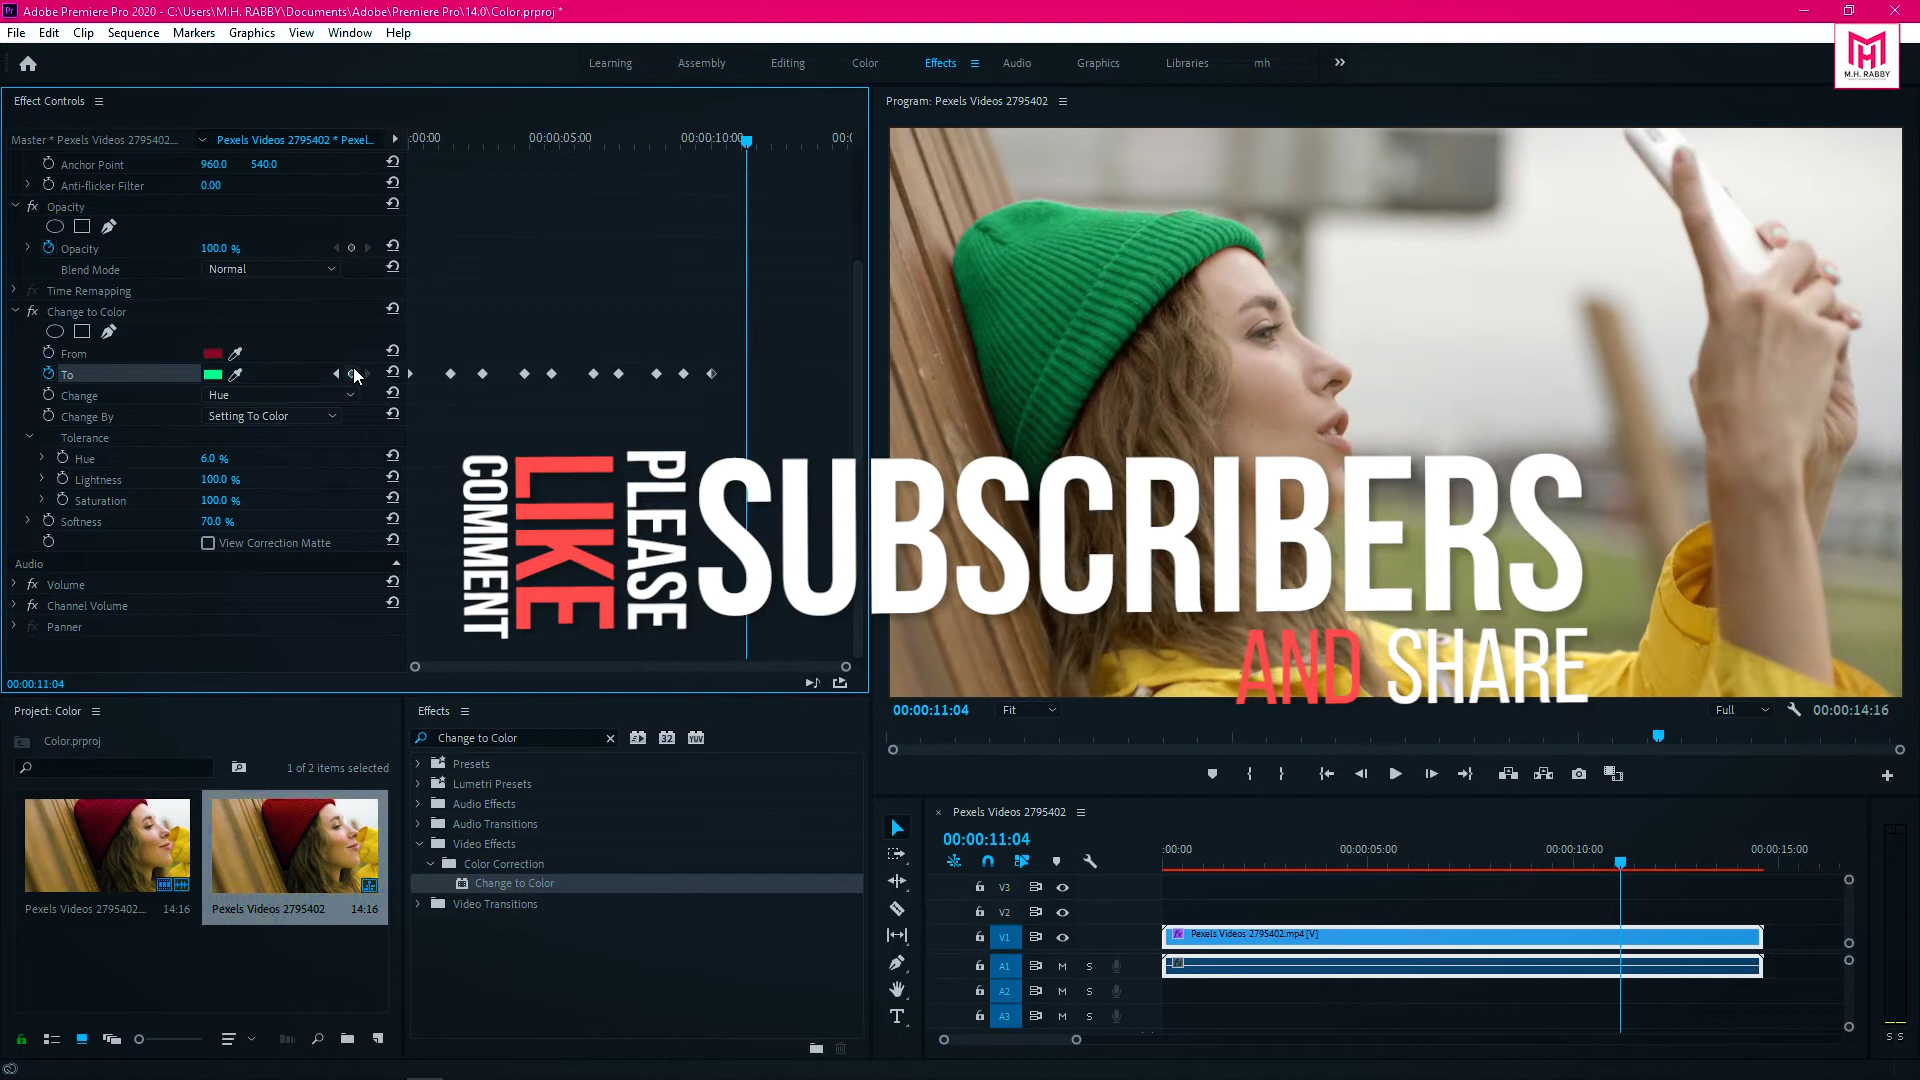 Adobe Premiere Pro 2020 - C:\Users\M.H. RABBY\Documents\Adobe\Premiere Pro\14.0\Color.prproj *
File Edit Clip Sequence Markers Graphics View Window Help
Learning Assembly Editing Color Effects Audio Graphics Libraries mh
M.H. RABBY
Effect Controls
Master * Pexels Videos 2795402... Pexels Videos 2795402 * Pexel...
:00:00 00:00:05:00 00:00:10:00 00:(
Anchor Point 960.0 540.0
Anti-flicker Filter 0.00
fx Opacity
Opacity 100.0 %
Blend Mode Normal
fx Time Remapping
fx Change to Color
From
To
Change Hue
Change By Setting To Color
Tolerance
Hue 6.0 %
Lightness 100.0 %
Saturation 100.0 %
Softness 70.0 %
View Correction Matte
Audio
fx Volume
fx Channel Volume
fx Panner
00:00:11:04
COMMENT
LIKE
PLEASE
SUBSCRIBERS
AND SHARE
Program: Pexels Videos 2795402
00:00:11:04 Fit Full 00:00:14:16
Project: Color
Color.prproj
1 of 2 items selected
Pexels Videos 2795402... 14:16
Pexels Videos 2795402 14:16
Effects
Change to Color
32 YUV
Presets
Lumetri Presets
Audio Effects
Audio Transitions
Video Effects
Color Correction
Change to Color
Video Transitions
Pexels Videos 2795402
00:00:11:04
:00:00 00:00:05:00 00:00:10:00 00:00:15:00
V3
V2
V1 fx Pexels Videos 2795402.mp4 [V]
A1 M S
A2 M S
A3 M S
S S